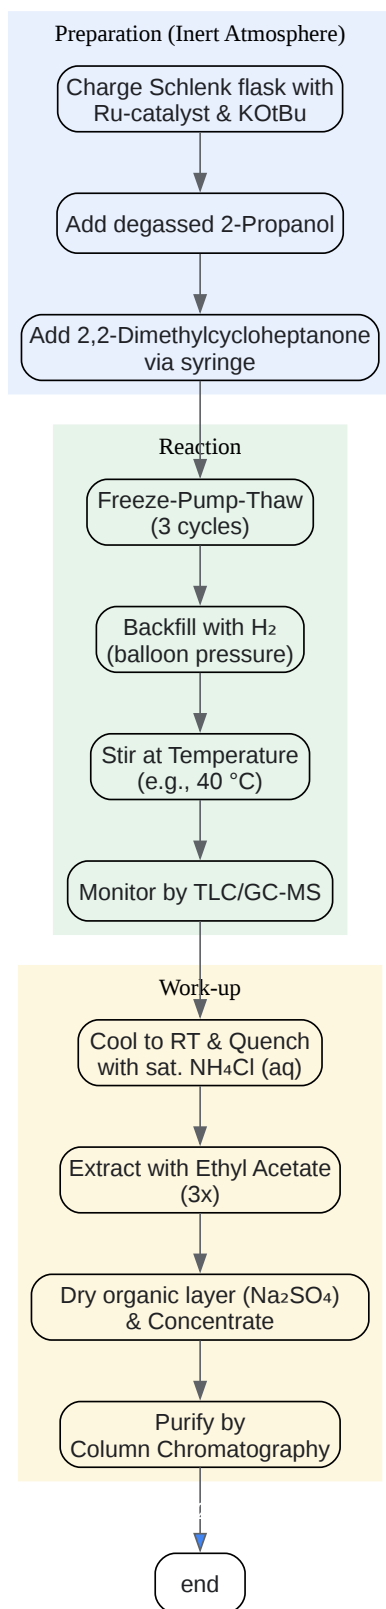 Preparation (Inert Atmosphere)
Charge Schlenk flask with
Ru-catalyst & KOtBu
Add degassed 2-Propanol
Add 2,2-Dimethylcycloheptanone
via syringe
Reaction
Freeze-Pump-Thaw
(3 cycles)
Backfill with H₂
(balloon pressure)
Stir at Temperature
(e.g., 40 °C)
Monitor by TLC/GC-MS
Work-up
Cool to RT & Quench
with sat. NH₄Cl (aq)
Extract with Ethyl Acetate
(3x)
Dry organic layer (Na₂SO₄)
& Concentrate
Purify by
Column Chromatography
end